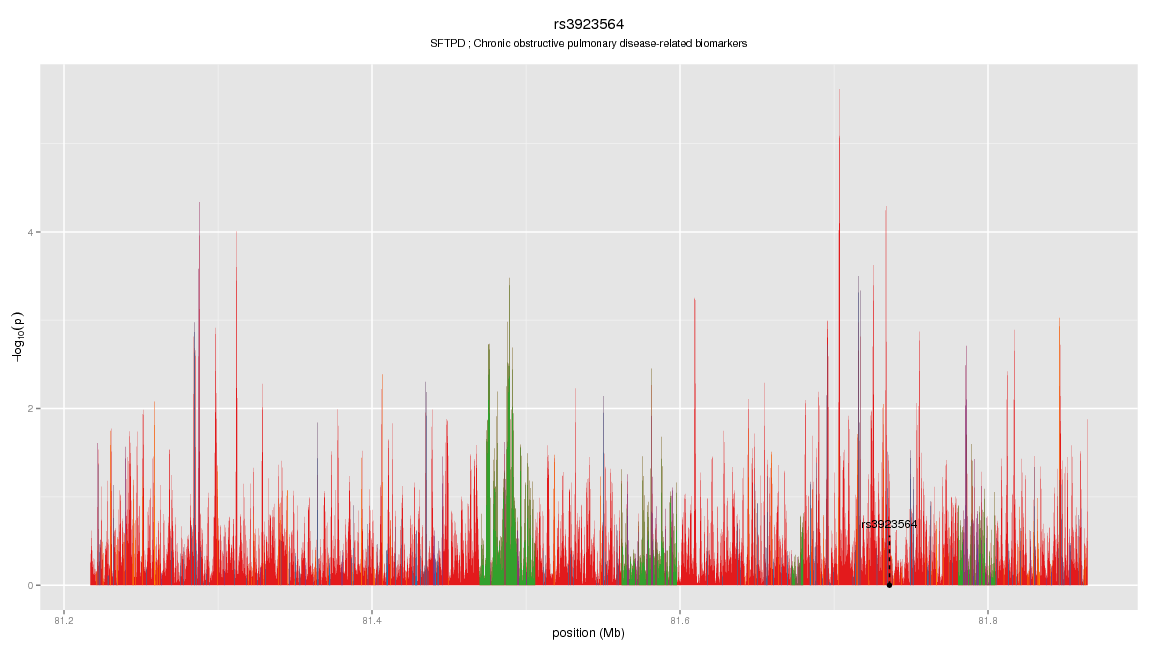 rs3923564
SFTPD ; Chronic obstructive pulmonary disease-related biomarkers
−log10(p)
4
2
0
rs3923564
81.2 81.4 81.6 81.8
position (Mb)